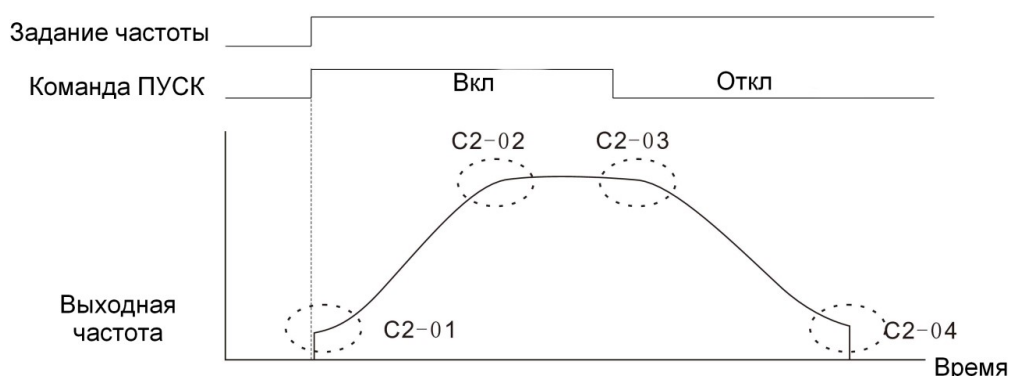 Задание частоты
Команда ПУСК
Вкл
Откл
C2-02
C2-03
Выходная
частота
C2-01
C2-04
Время